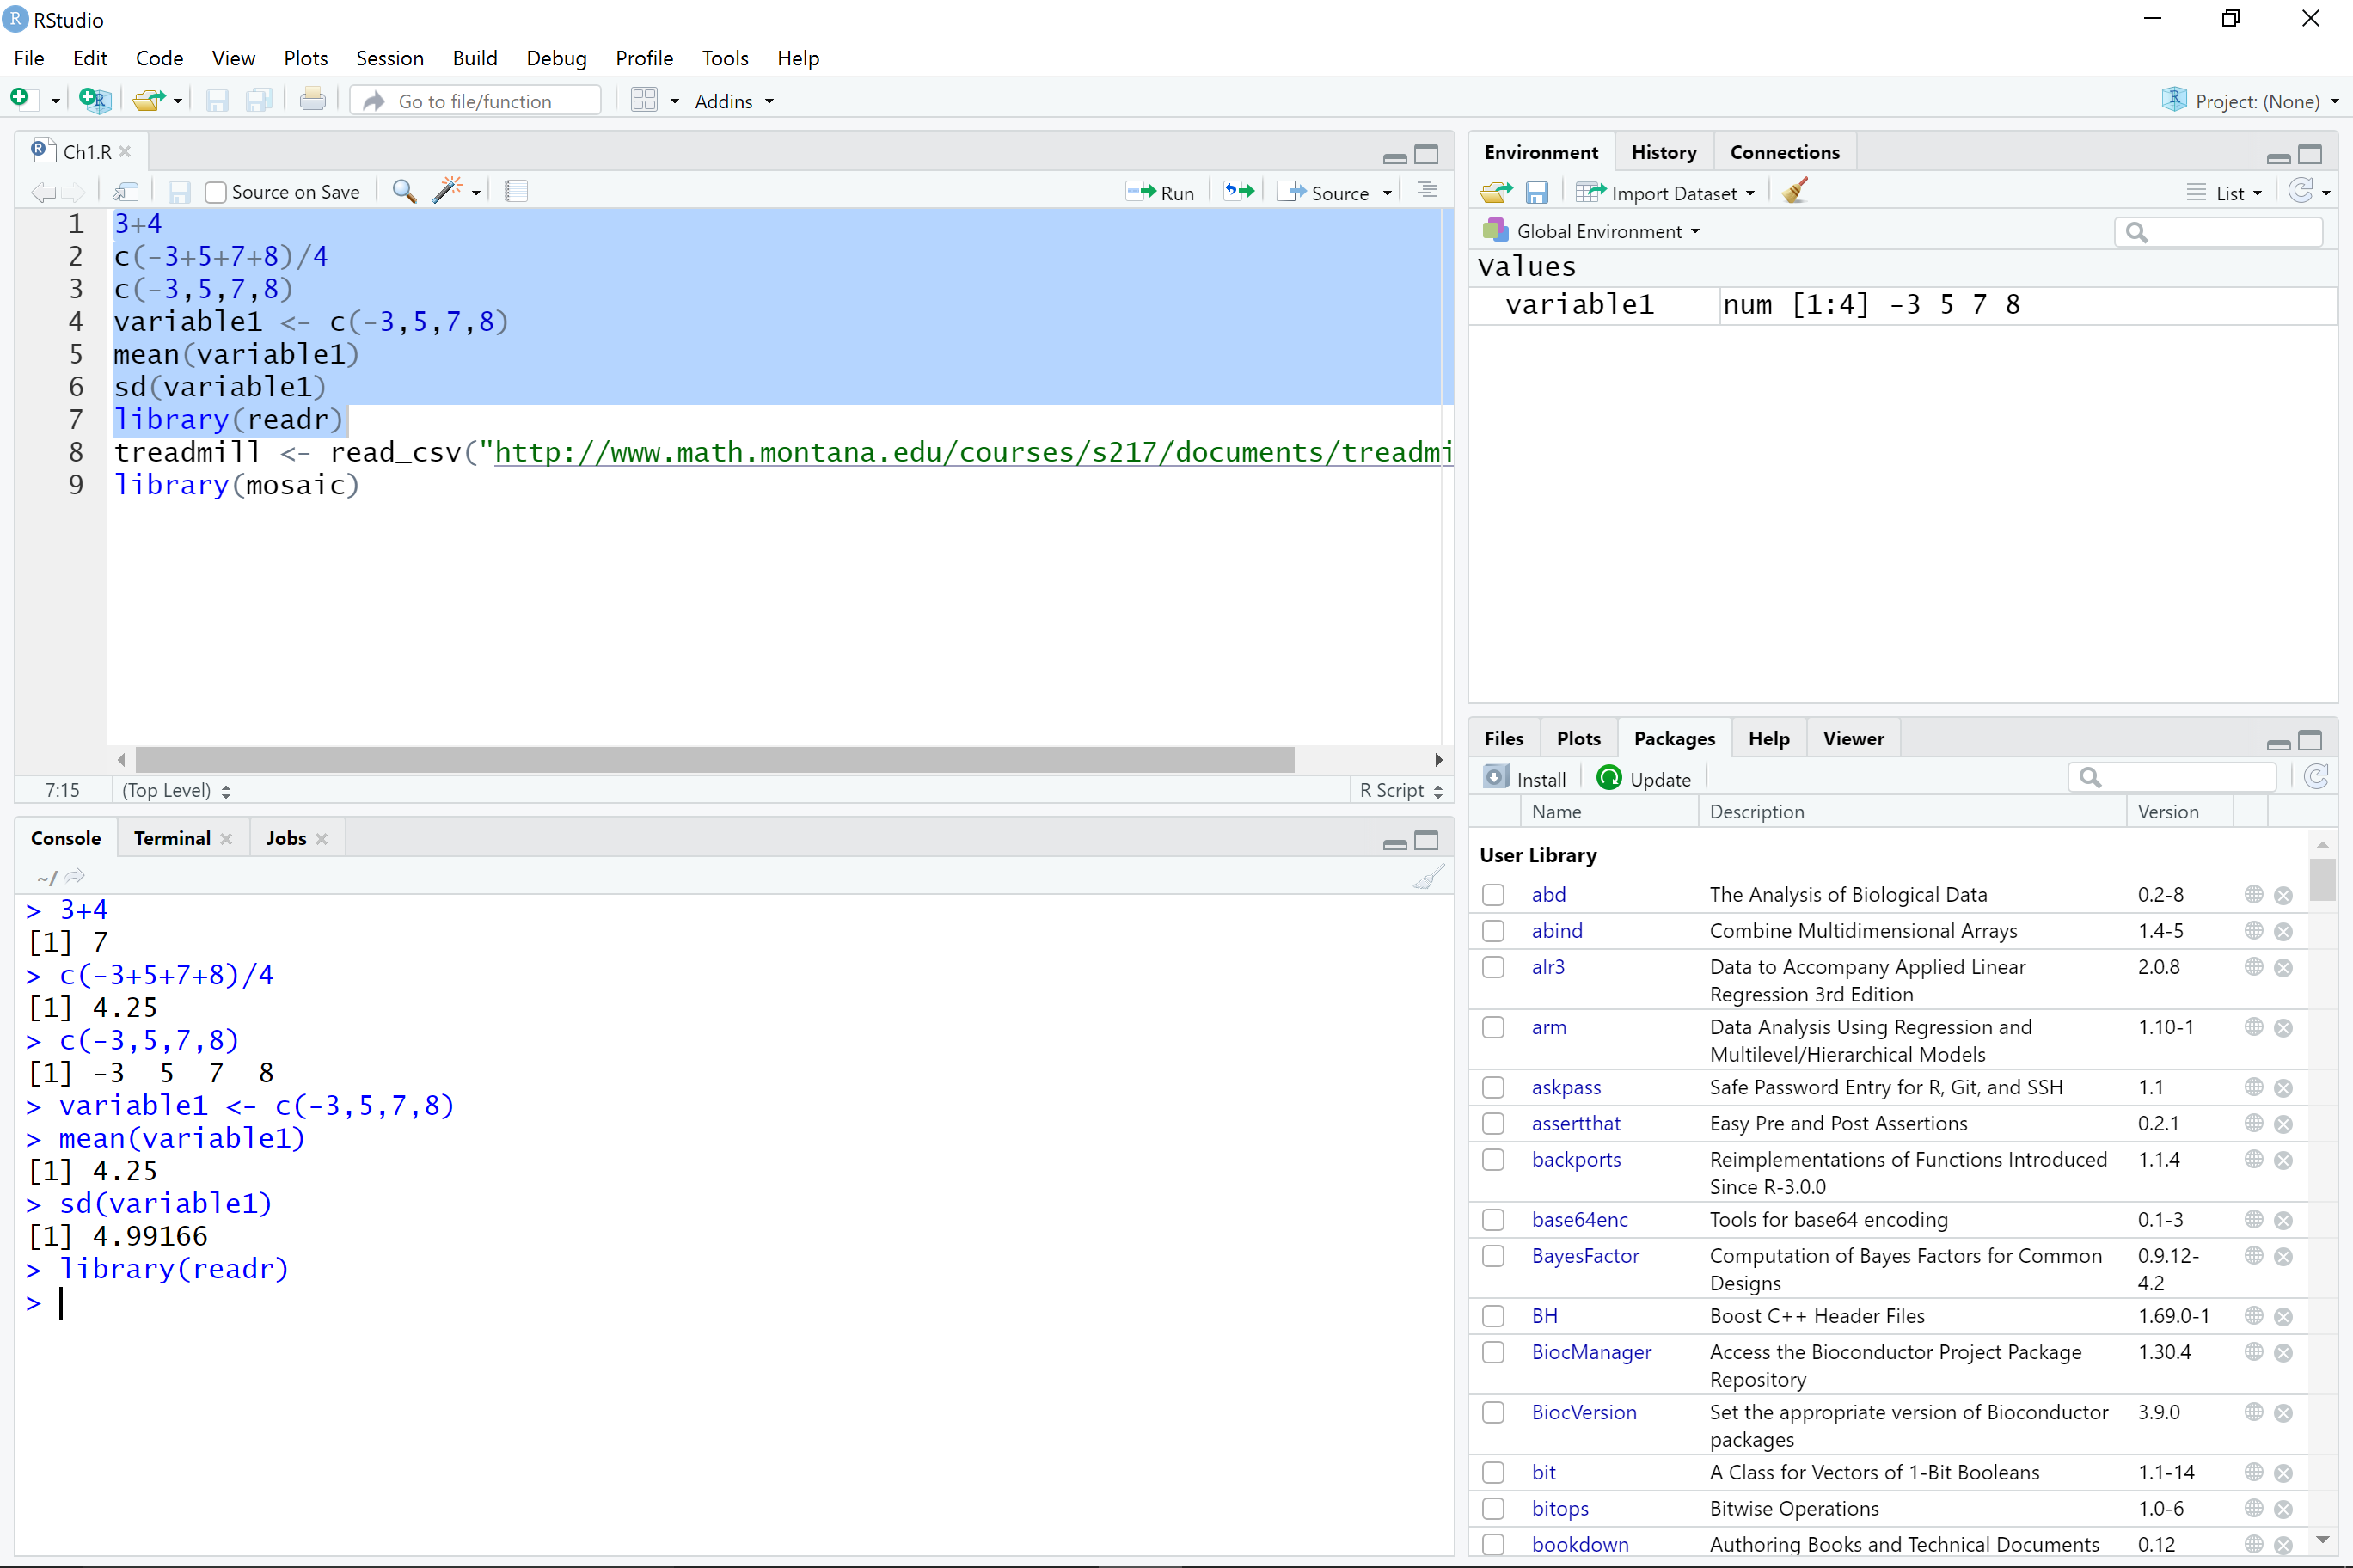 RStudio
File Edit Code View Plots Session Build Debug Profile Tools Help
Go to file/function Addins Project: (None)
Ch1.R
Source on Save Run Source
1 3+4
2 c(-3+5+7+8)/4
3 c(-3,5,7,8)
4 variable1 <- c(-3,5,7,8)
5 mean(variable1)
6 sd(variable1)
7 library(readr)
8 treadmill <- read_csv("http://www.math.montana.edu/courses/s217/documents/treadmi
9 library(mosaic)
7:15 (Top Level) R Script
Console Terminal Jobs
~/
> 3+4
[1] 7
> c(-3+5+7+8)/4
[1] 4.25
> c(-3,5,7,8)
[1] -3  5  7  8
> variable1 <- c(-3,5,7,8)
> mean(variable1)
[1] 4.25
> sd(variable1)
[1] 4.99166
> library(readr)
>
Environment History Connections
Import Dataset List
Global Environment
Values
variable1 num [1:4] -3 5 7 8
Files Plots Packages Help Viewer
Install Update
Name Description Version
User Library
abd The Analysis of Biological Data 0.2-8
abind Combine Multidimensional Arrays 1.4-5
alr3 Data to Accompany Applied Linear 2.0.8
Regression 3rd Edition
arm Data Analysis Using Regression and 1.10-1
Multilevel/Hierarchical Models
askpass Safe Password Entry for R, Git, and SSH 1.1
assertthat Easy Pre and Post Assertions 0.2.1
backports Reimplementations of Functions Introduced 1.1.4
Since R-3.0.0
base64enc Tools for base64 encoding 0.1-3
BayesFactor Computation of Bayes Factors for Common 0.9.12-
Designs 4.2
BH Boost C++ Header Files 1.69.0-1
BiocManager Access the Bioconductor Project Package 1.30.4
Repository
BiocVersion Set the appropriate version of Bioconductor 3.9.0
packages
bit A Class for Vectors of 1-Bit Booleans 1.1-14
bitops Bitwise Operations 1.0-6
bookdown Authoring Books and Technical Documents 0.12